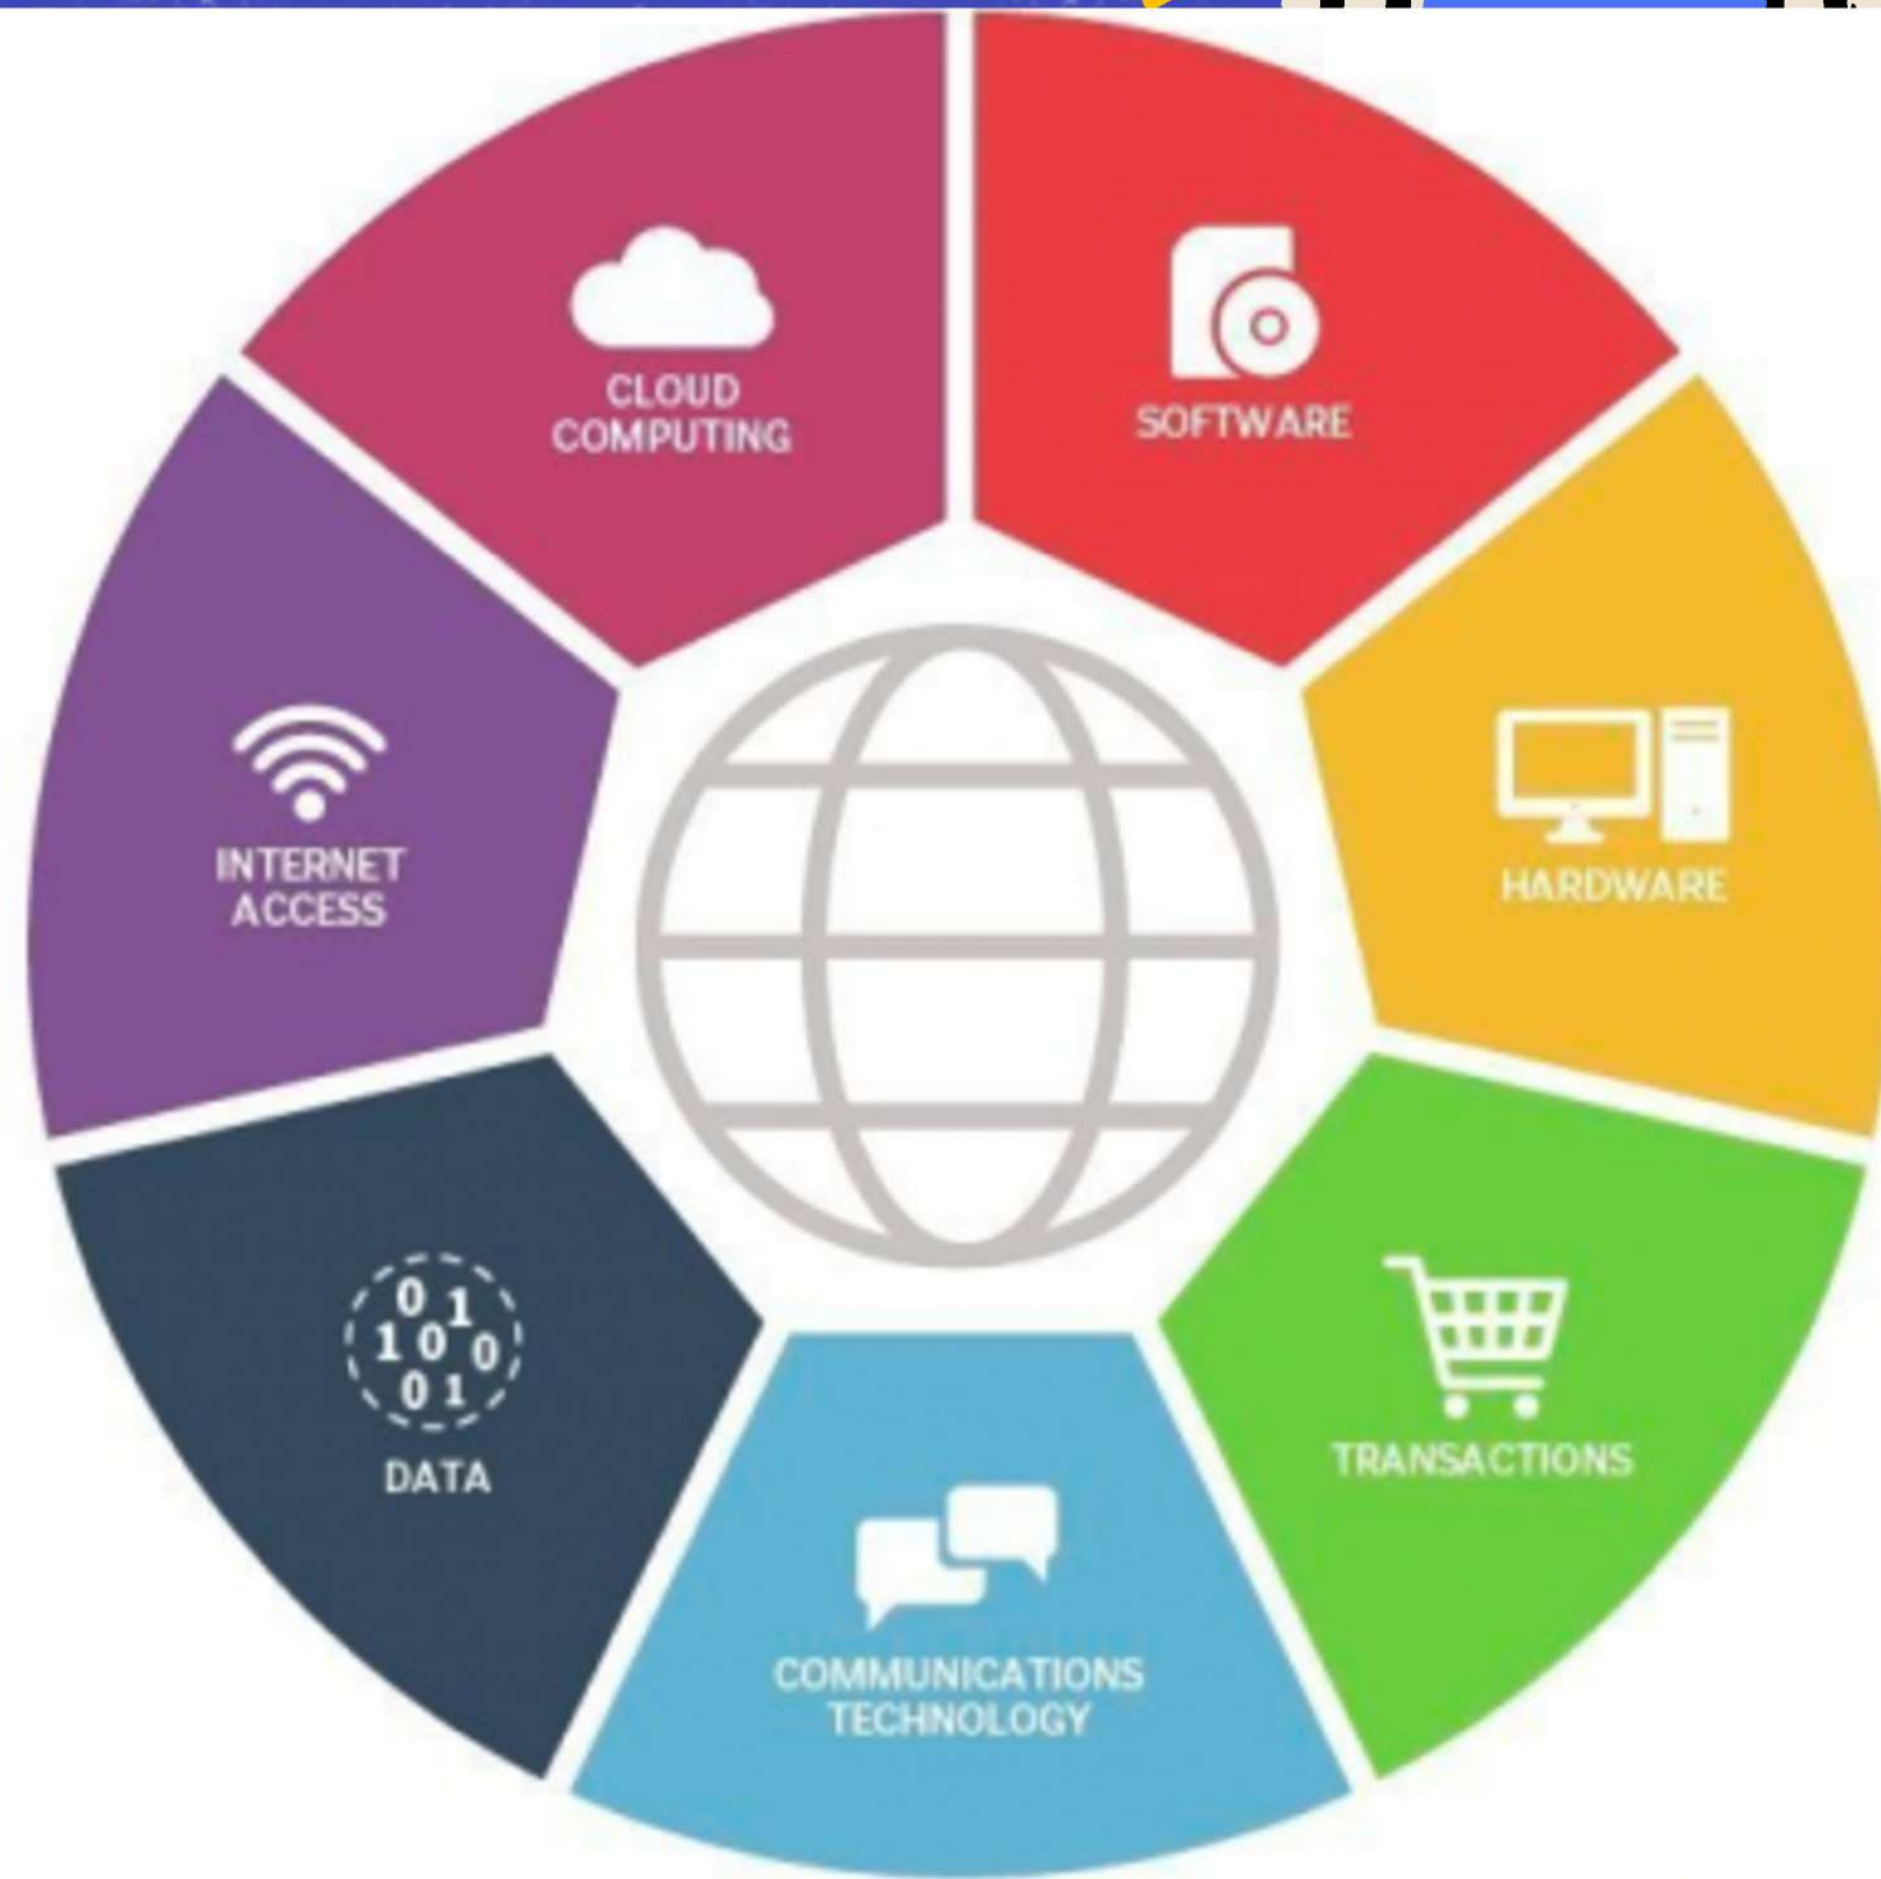 CLOUD
COMPUTING
SOFTWARE
HARDWARE
TRANSACTIONS
COMMUNICATIONS
TECHNOLOGY
DATA
0 1
1 0 0
0 1
INTERNET
ACCESS